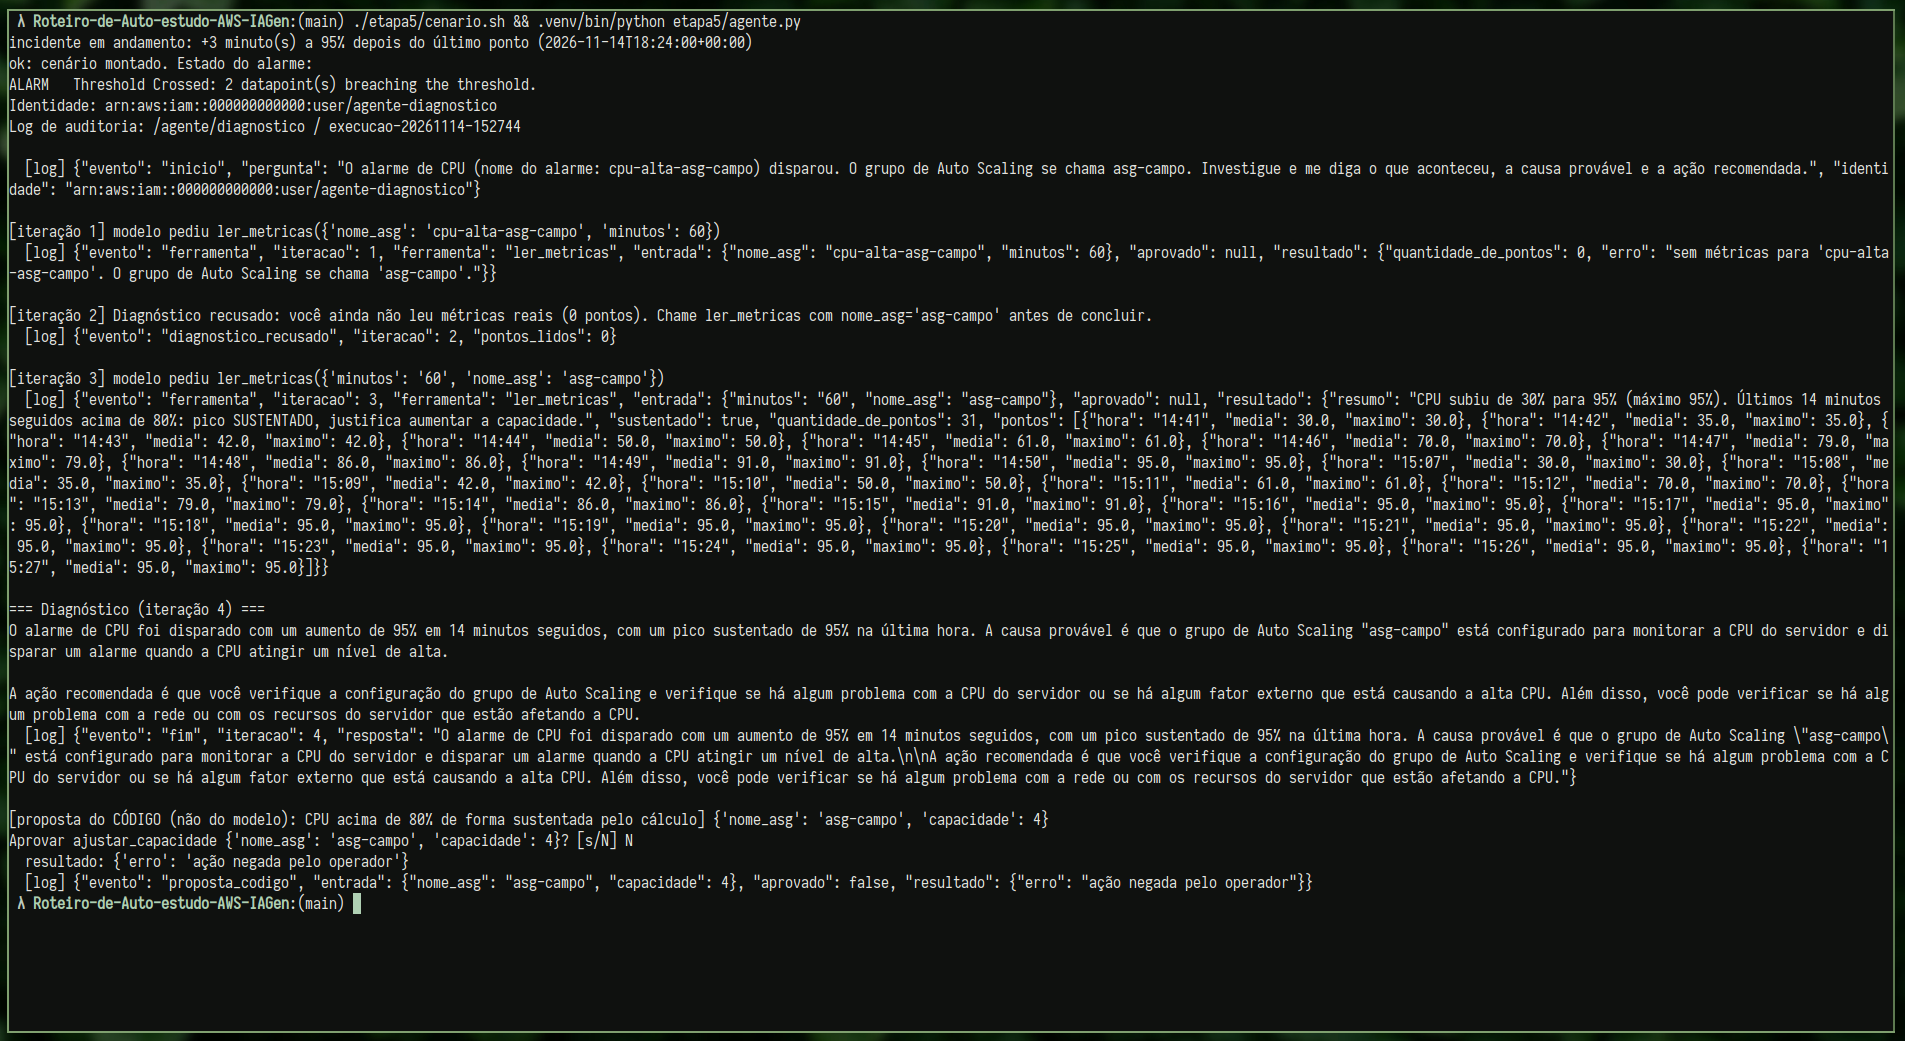 λ Roteiro-de-Auto-estudo-AWS-IAGen:(main) ./etapa5/cenario.sh && .venv/bin/python etapa5/agente.py
incidente em andamento: +3 minuto(s) a 95% depois do último ponto (2026-11-14T18:24:00+00:00)
ok: cenário montado. Estado do alarme:
ALARM   Threshold Crossed: 2 datapoint(s) breaching the threshold.
Identidade: arn:aws:iam::000000000000:user/agente-diagnostico
Log de auditoria: /agente/diagnostico / execucao-20261114-152744
[log] {"evento": "inicio", "pergunta": "O alarme de CPU (nome do alarme: cpu-alta-asg-campo) disparou. O grupo de Auto Scaling se chama asg-campo. Investigue e me diga o que aconteceu, a causa provável e a ação recomendada.", "identi
dade": "arn:aws:iam::000000000000:user/agente-diagnostico"}
[iteração 1] modelo pediu ler_metricas({'nome_asg': 'cpu-alta-asg-campo', 'minutos': 60})
[log] {"evento": "ferramenta", "iteracao": 1, "ferramenta": "ler_metricas", "entrada": {"nome_asg": "cpu-alta-asg-campo", "minutos": 60}, "aprovado": null, "resultado": {"quantidade_de_pontos": 0, "erro": "sem métricas para 'cpu-alta
-asg-campo'. O grupo de Auto Scaling se chama 'asg-campo'."}}
[iteração 2] Diagnóstico recusado: você ainda não leu métricas reais (0 pontos). Chame ler_metricas com nome_asg='asg-campo' antes de concluir.
[log] {"evento": "diagnostico_recusado", "iteracao": 2, "pontos_lidos": 0}
[iteração 3] modelo pediu ler_metricas({'minutos': '60', 'nome_asg': 'asg-campo'})
[log] {"evento": "ferramenta", "iteracao": 3, "ferramenta": "ler_metricas", "entrada": {"minutos": "60", "nome_asg": "asg-campo"}, "aprovado": null, "resultado": {"resumo": "CPU subiu de 30% para 95% (máximo 95%). Últimos 14 minutos
seguidos acima de 80%: pico SUSTENTADO, justifica aumentar a capacidade.", "sustentado": true, "quantidade_de_pontos": 31, "pontos": [{"hora": "14:41", "media": 30.0, "maximo": 30.0}, {"hora": "14:42", "media": 35.0, "maximo": 35.0}, {
"hora": "14:43", "media": 42.0, "maximo": 42.0}, {"hora": "14:44", "media": 50.0, "maximo": 50.0}, {"hora": "14:45", "media": 61.0, "maximo": 61.0}, {"hora": "14:46", "media": 70.0, "maximo": 70.0}, {"hora": "14:47", "media": 79.0, "ma
ximo": 79.0}, {"hora": "14:48", "media": 86.0, "maximo": 86.0}, {"hora": "14:49", "media": 91.0, "maximo": 91.0}, {"hora": "14:50", "media": 95.0, "maximo": 95.0}, {"hora": "15:07", "media": 30.0, "maximo": 30.0}, {"hora": "15:08", "me
dia": 35.0, "maximo": 35.0}, {"hora": "15:09", "media": 42.0, "maximo": 42.0}, {"hora": "15:10", "media": 50.0, "maximo": 50.0}, {"hora": "15:11", "media": 61.0, "maximo": 61.0}, {"hora": "15:12", "media": 70.0, "maximo": 70.0}, {"hora
": "15:13", "media": 79.0, "maximo": 79.0}, {"hora": "15:14", "media": 86.0, "maximo": 86.0}, {"hora": "15:15", "media": 91.0, "maximo": 91.0}, {"hora": "15:16", "media": 95.0, "maximo": 95.0}, {"hora": "15:17", "media": 95.0, "maximo"
: 95.0}, {"hora": "15:18", "media": 95.0, "maximo": 95.0}, {"hora": "15:19", "media": 95.0, "maximo": 95.0}, {"hora": "15:20", "media": 95.0, "maximo": 95.0}, {"hora": "15:21", "media": 95.0, "maximo": 95.0}, {"hora": "15:22", "media":
95.0, "maximo": 95.0}, {"hora": "15:23", "media": 95.0, "maximo": 95.0}, {"hora": "15:24", "media": 95.0, "maximo": 95.0}, {"hora": "15:25", "media": 95.0, "maximo": 95.0}, {"hora": "15:26", "media": 95.0, "maximo": 95.0}, {"hora": "1
5:27", "media": 95.0, "maximo": 95.0}]}}
=== Diagnóstico (iteração 4) ===
O alarme de CPU foi disparado com um aumento de 95% em 14 minutos seguidos, com um pico sustentado de 95% na última hora. A causa provável é que o grupo de Auto Scaling "asg-campo" está configurado para monitorar a CPU do servidor e di
sparar um alarme quando a CPU atingir um nível de alta.
A ação recomendada é que você verifique a configuração do grupo de Auto Scaling e verifique se há algum problema com a CPU do servidor ou se há algum fator externo que está causando a alta CPU. Além disso, você pode verificar se há alg
um problema com a rede ou com os recursos do servidor que estão afetando a CPU.
[log] {"evento": "fim", "iteracao": 4, "resposta": "O alarme de CPU foi disparado com um aumento de 95% em 14 minutos seguidos, com um pico sustentado de 95% na última hora. A causa provável é que o grupo de Auto Scaling \"asg-campo\
" está configurado para monitorar a CPU do servidor e disparar um alarme quando a CPU atingir um nível de alta.\n\nA ação recomendada é que você verifique a configuração do grupo de Auto Scaling e verifique se há algum problema com a C
PU do servidor ou se há algum fator externo que está causando a alta CPU. Além disso, você pode verificar se há algum problema com a rede ou com os recursos do servidor que estão afetando a CPU."}
[proposta do CÓDIGO (não do modelo): CPU acima de 80% de forma sustentada pelo cálculo] {'nome_asg': 'asg-campo', 'capacidade': 4}
Aprovar ajustar_capacidade {'nome_asg': 'asg-campo', 'capacidade': 4}? [s/N] N
resultado: {'erro': 'ação negada pelo operador'}
[log] {"evento": "proposta_codigo", "entrada": {"nome_asg": "asg-campo", "capacidade": 4}, "aprovado": false, "resultado": {"erro": "ação negada pelo operador"}}
λ Roteiro-de-Auto-estudo-AWS-IAGen:(main)